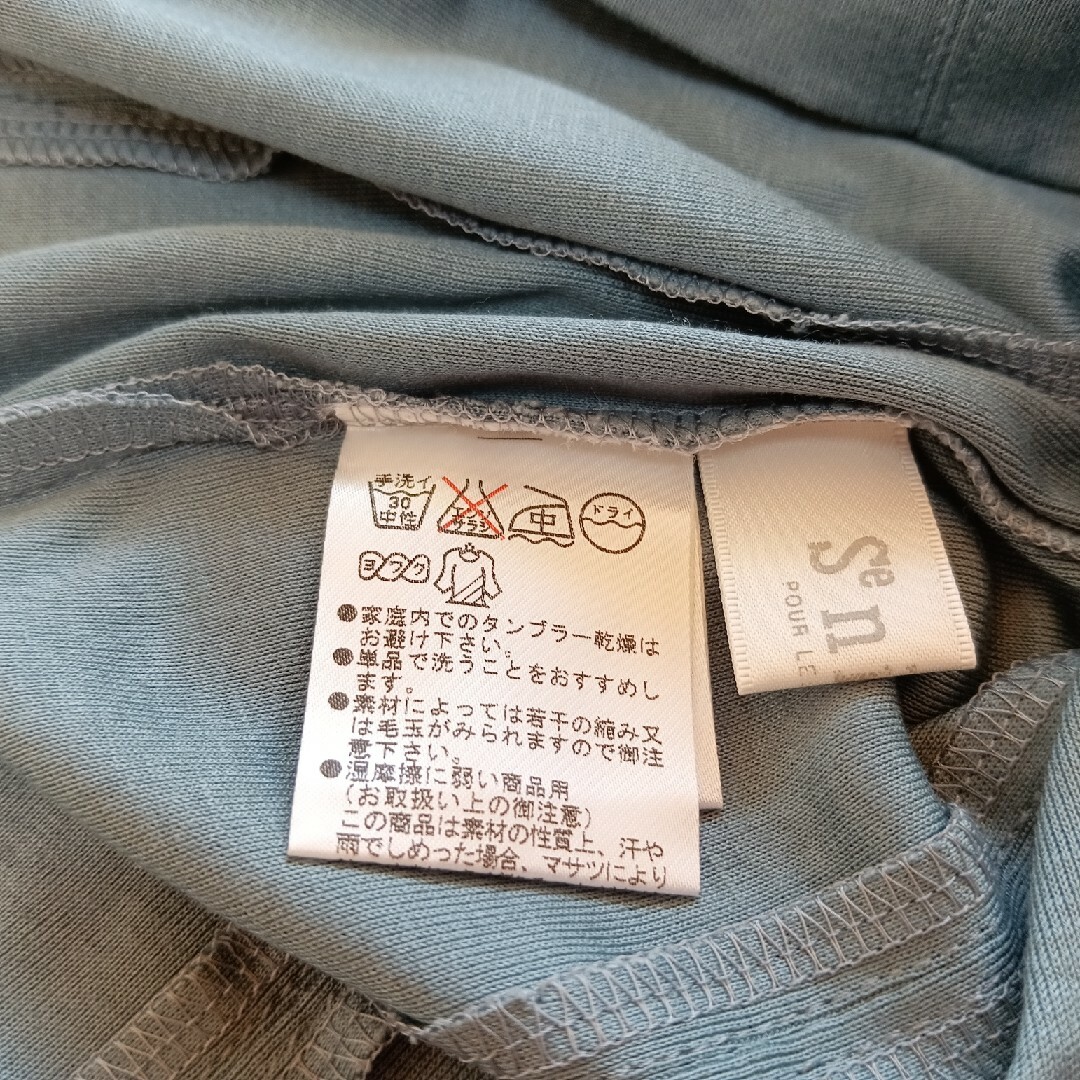 手洗イ
30
中性
エンソ
サラシ
中
ドライ
ヨワク
●家庭内でのタンブラー乾燥は
お避け下さい。
●単品で洗うことをおすすめし
ます。
●素材によっては若干の縮み又
は毛玉がみられますので御注
意下さい。
●湿摩擦に弱い商品用
(お取扱い上の御注意)
この商品は素材の性質上、汗や
雨でしめった場合、マサツにより
Sen
POUR LE